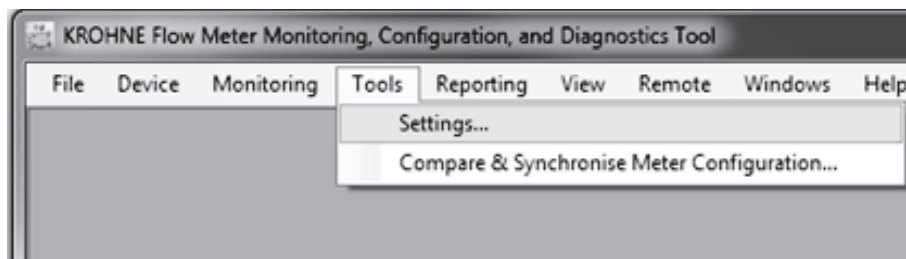 KROHNE Flow Meter Monitoring, Configuration, and Diagnostics Tool
File Device Monitoring Tools Reporting View Remote Windows Help
Settings...
Compare & Synchronise Meter Configuration...